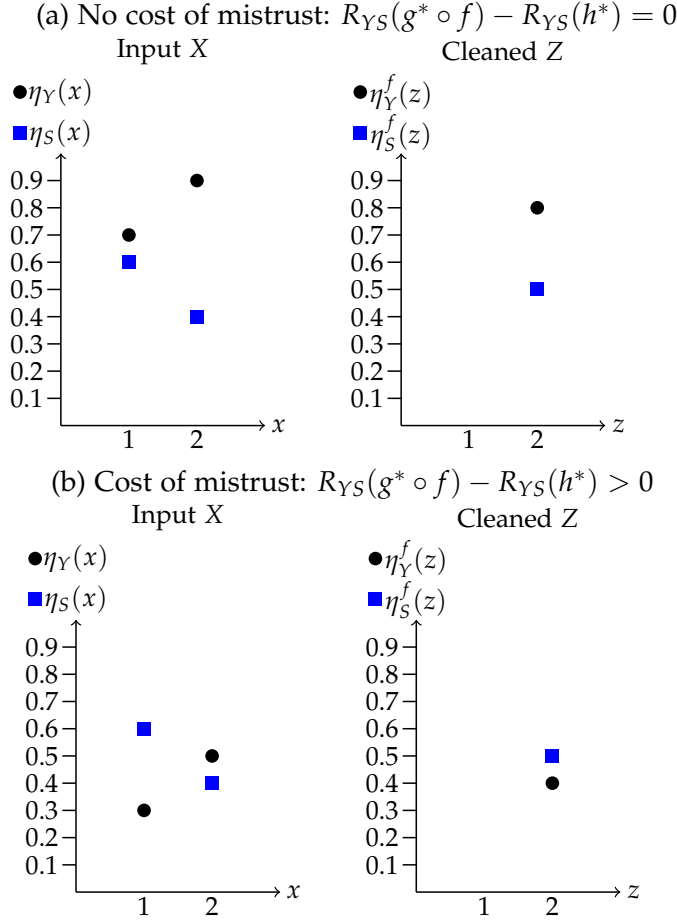 (a) No cost of mistrust: R_{YS}(g* ∘ f) − R_{YS}(h*) = 0
Input X
Cleaned Z
η_Y(x)
η_S(x)
η_Y^f(z)
η_S^f(z)
0.9
0.8
0.7
0.6
0.5
0.4
0.3
0.2
0.1
1 2 x
0.9
0.8
0.7
0.6
0.5
0.4
0.3
0.2
0.1
1 2 z
(b) Cost of mistrust: R_{YS}(g* ∘ f) − R_{YS}(h*) > 0
Input X
Cleaned Z
η_Y(x)
η_S(x)
η_Y^f(z)
η_S^f(z)
0.9
0.8
0.7
0.6
0.5
0.4
0.3
0.2
0.1
1 2 x
0.9
0.8
0.7
0.6
0.5
0.4
0.3
0.2
0.1
1 2 z